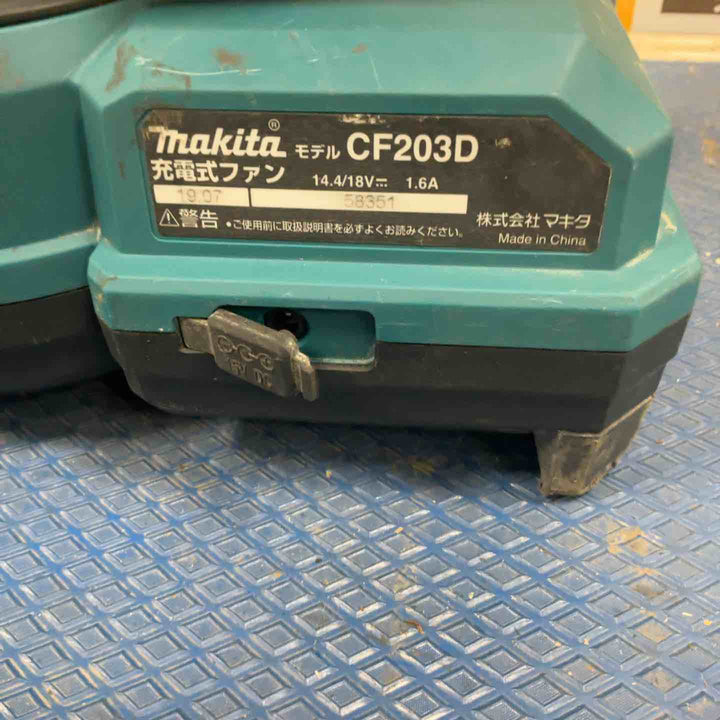 makita® モデル CF203D
充電式ファン 14.4/18V⎓ 1.6A
19.07 58351
⚠警告 •ご使用前に取扱説明書を必ずよくお読みください。
株式会社 マキタ
Made in China